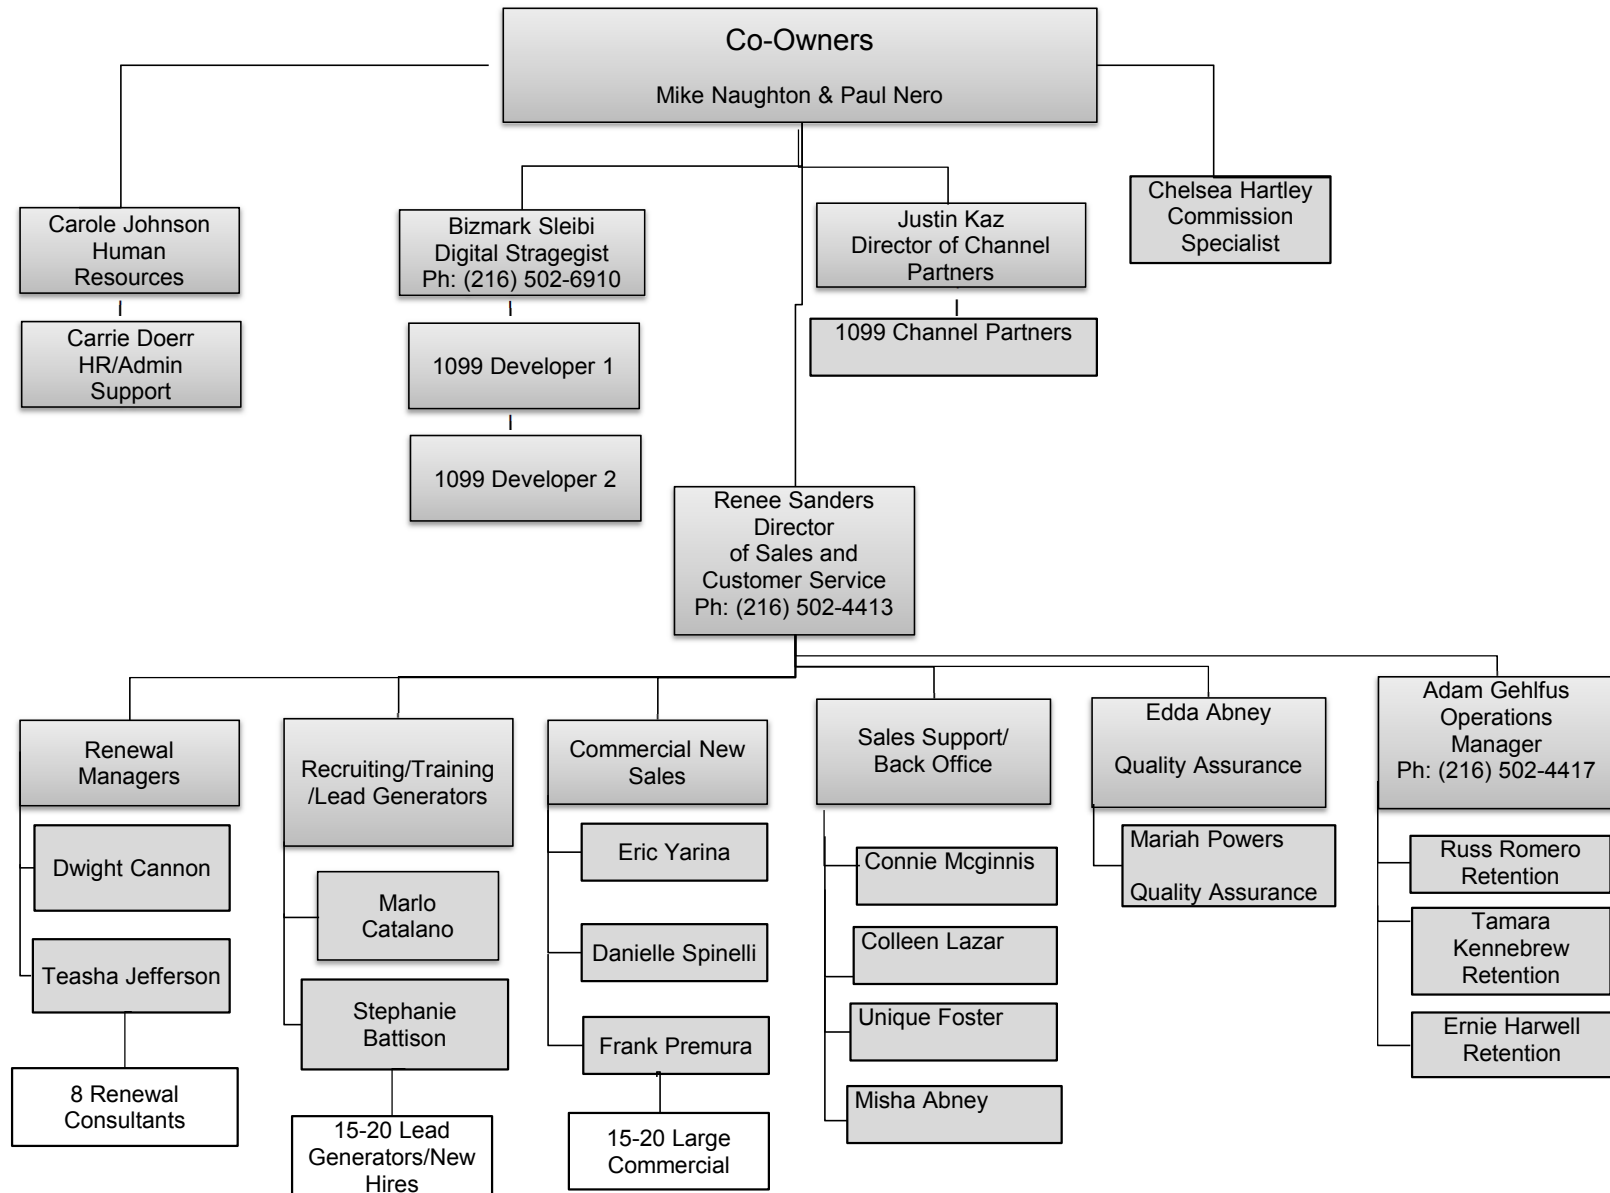 Co-Owners
Mike Naughton & Paul Nero
Carole Johnson
Human
Resources
Carrie Doerr
HR/Admin
Support
Bizmark Sleibi
Digital Stragegist
Ph: (216) 502-6910
1099 Developer 1
1099 Developer 2
Justin Kaz
Director of Channel
Partners
1099 Channel Partners
Chelsea Hartley
Commission
Specialist
Renee Sanders
Director
of Sales and
Customer Service
Ph: (216) 502-4413
Renewal
Managers
Dwight Cannon
Teasha Jefferson
8 Renewal
Consultants
Recruiting/Training
/Lead Generators
Marlo
Catalano
Stephanie
Battison
15-20 Lead
Generators/New
Hires
Commercial New
Sales
Eric Yarina
Danielle Spinelli
Frank Premura
15-20 Large
Commercial
Sales Support/
Back Office
Connie Mcginnis
Colleen Lazar
Unique Foster
Misha Abney
Edda Abney
Quality Assurance
Mariah Powers
Quality Assurance
Adam Gehlfus
Operations
Manager
Ph: (216) 502-4417
Russ Romero
Retention
Tamara
Kennebrew
Retention
Ernie Harwell
Retention